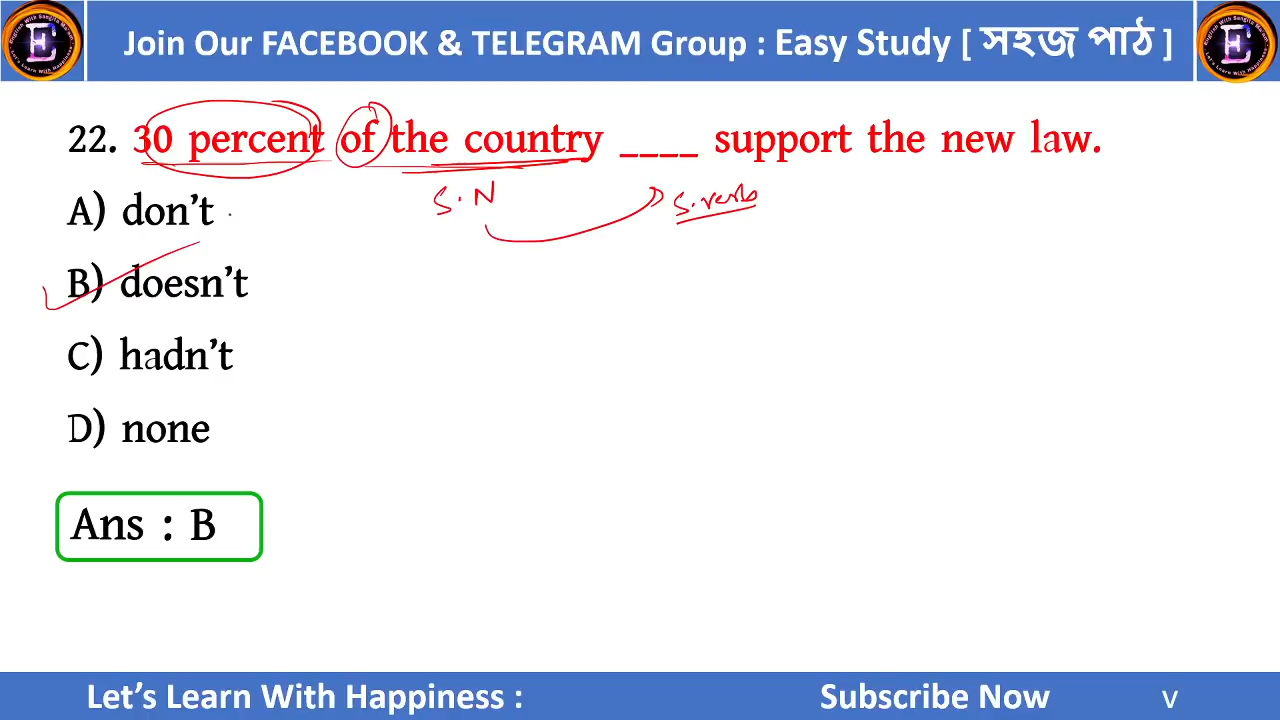 Join Our FACEBOOK & TELEGRAM Group : Easy Study [ সহজ পাঠ ]
22. 30 percent of the country ____ support the new law.
S. N
S. verb
A) don't
B) doesn't
C) hadn't
D) none
Ans : B
Let's Learn With Happiness :
Subscribe Now
V